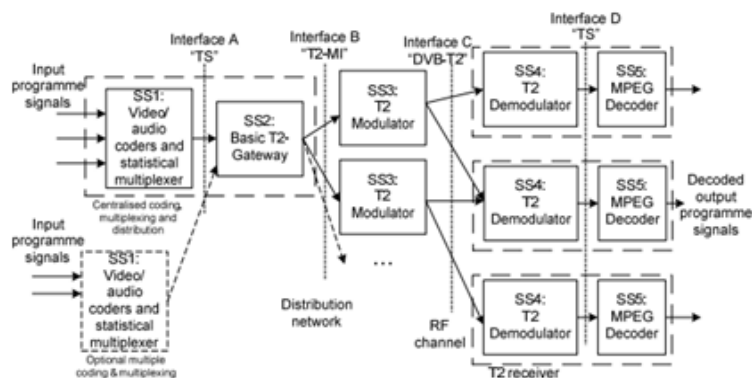 Interface A
"TS"
Interface B
"T2-MI"
Interface C
"DVB-T2"
Interface D
"TS"
Input
programme
signals
SS1:
Video/
audio
coders and
statistical
multiplexer
SS2:
Basic T2-
Gateway
SS3:
T2
Modulator
SS4:
T2
Demodulator
SS5:
MPEG
Decoder
Centralised coding,
multiplexing and
distribution
SS3:
T2
Modulator
SS4:
T2
Demodulator
SS5:
MPEG
Decoder
Decoded
output
programme
signals
Input
programme
signals
SS1:
Video/
audio
coders and
statistical
multiplexer
Optional multiple
coding & multiplexing
...
Distribution
network
RF
channel
SS4:
T2
Demodulator
SS5:
MPEG
Decoder
T2 receiver